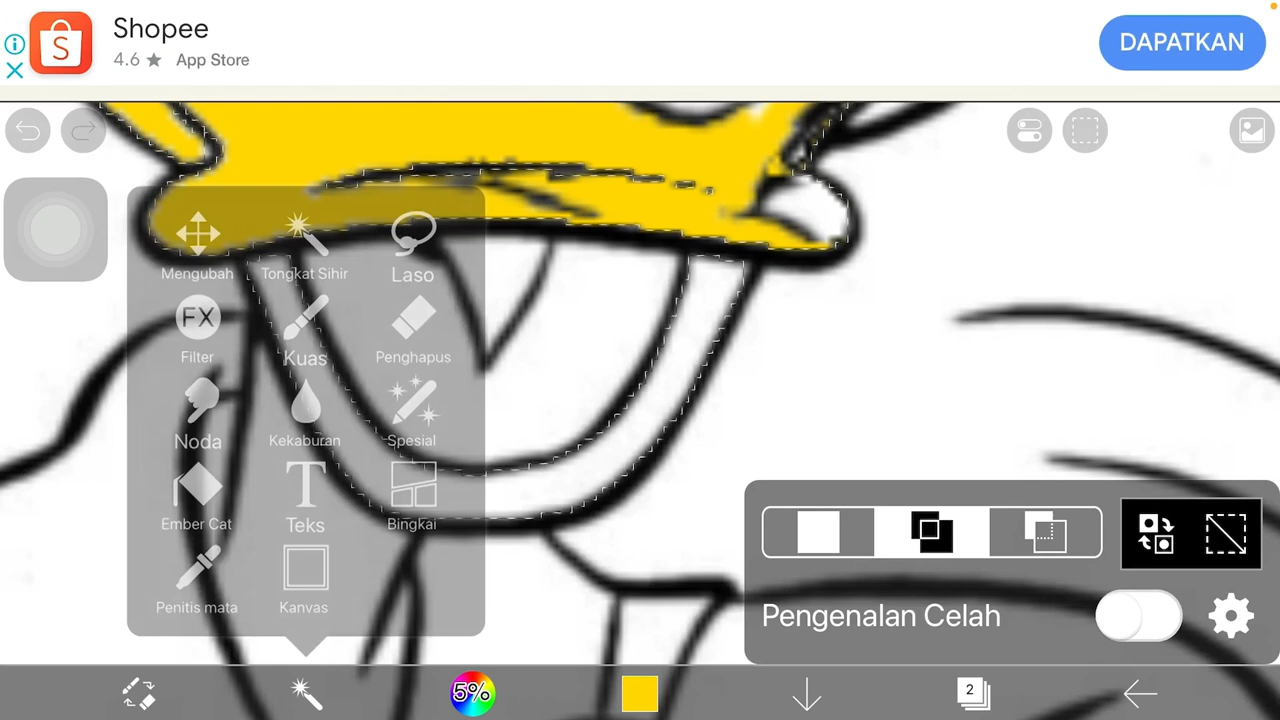 Shopee
4.6 ★ App Store
DAPATKAN
Mengubah
Tongkat Sihir
Laso
FX
Filter
Kuas
Penghapus
Noda
Kekaburan
Spesial
Ember Cat
T
Teks
Bingkai
Penitis mata
Kanvas
Pengenalan Celah
5%
2